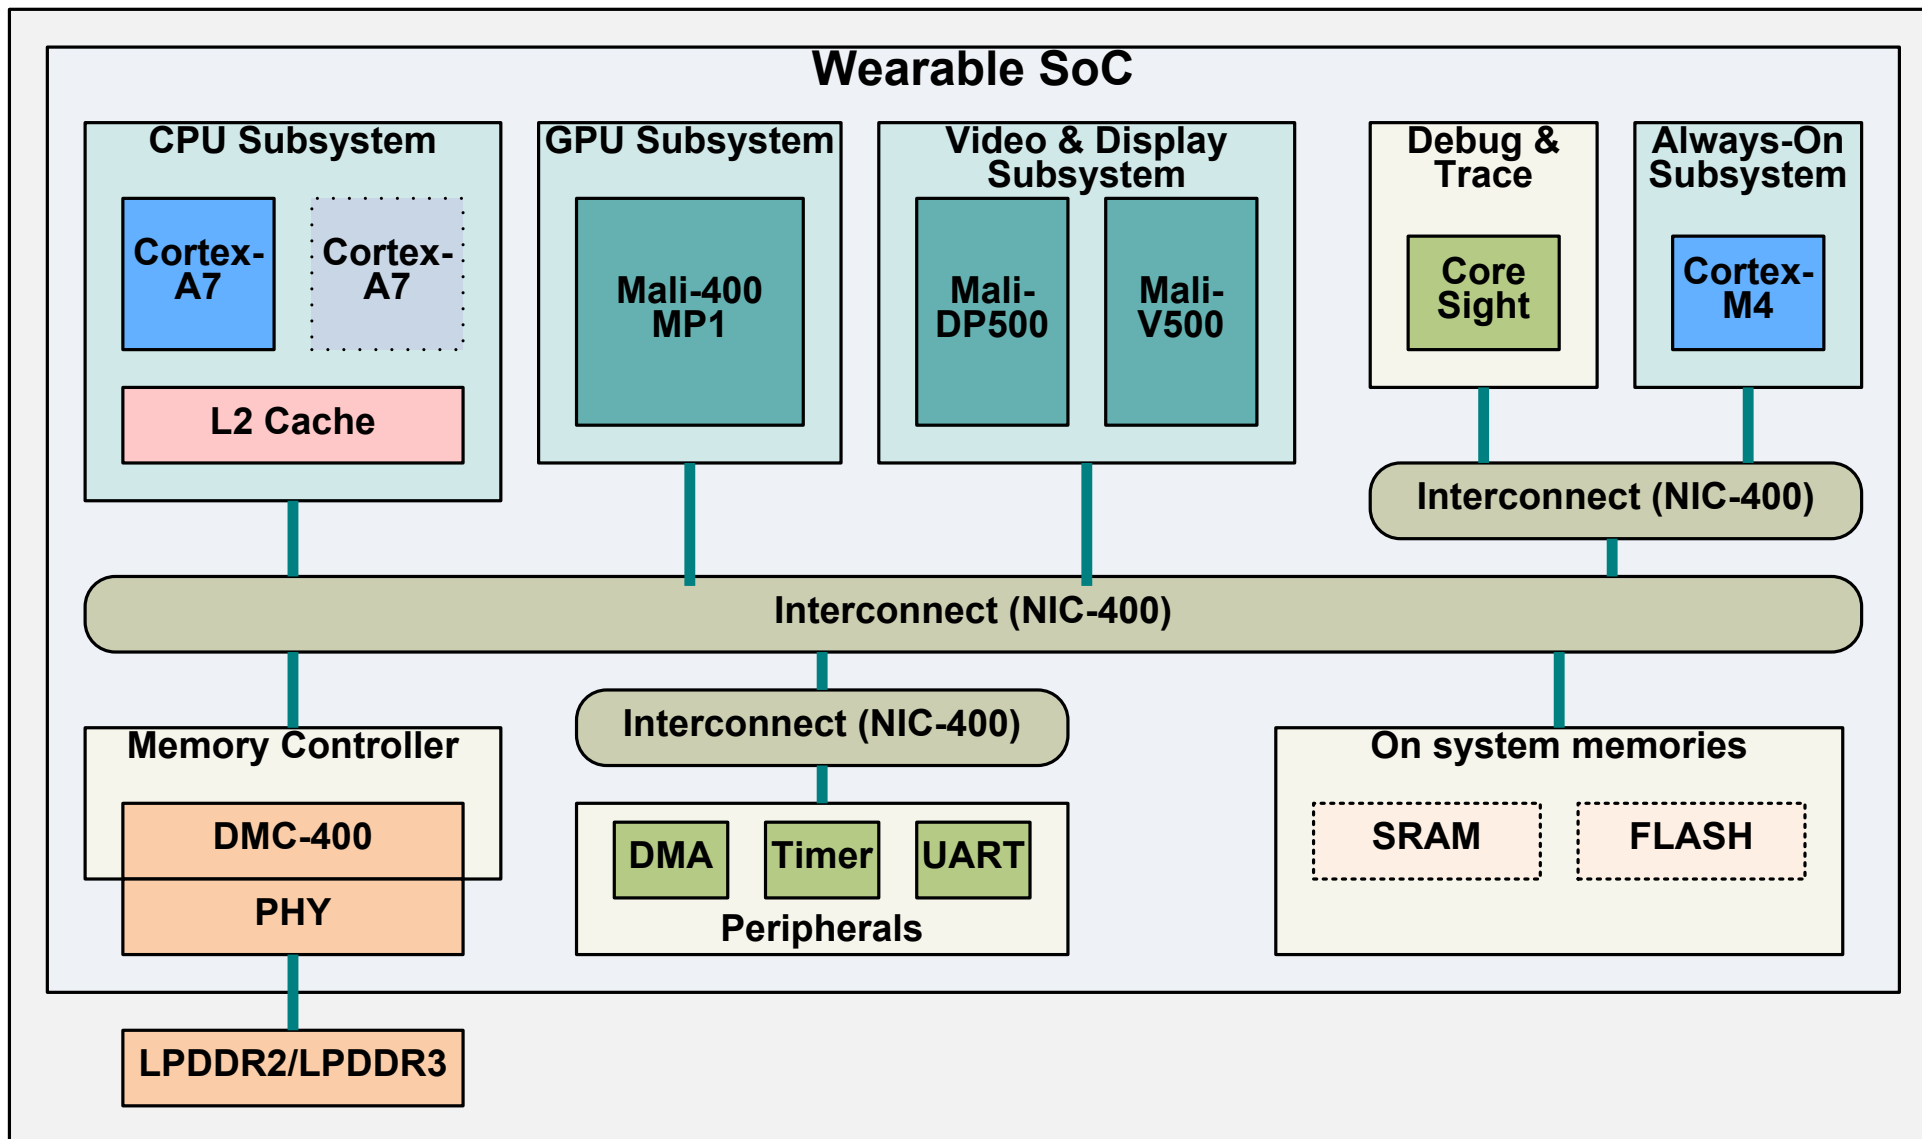 Wearable SoC
CPU Subsystem
Cortex-
A7
Cortex-
A7
L2 Cache
GPU Subsystem
Mali-400
MP1
Video & Display
Subsystem
Mali-
DP500
Mali-
V500
Debug &
Trace
Core
Sight
Always-On
Subsystem
Cortex-
M4
Interconnect (NIC-400)
Interconnect (NIC-400)
Memory Controller
DMC-400
PHY
LPDDR2/LPDDR3
Interconnect (NIC-400)
DMA
Timer
UART
Peripherals
On system memories
SRAM
FLASH